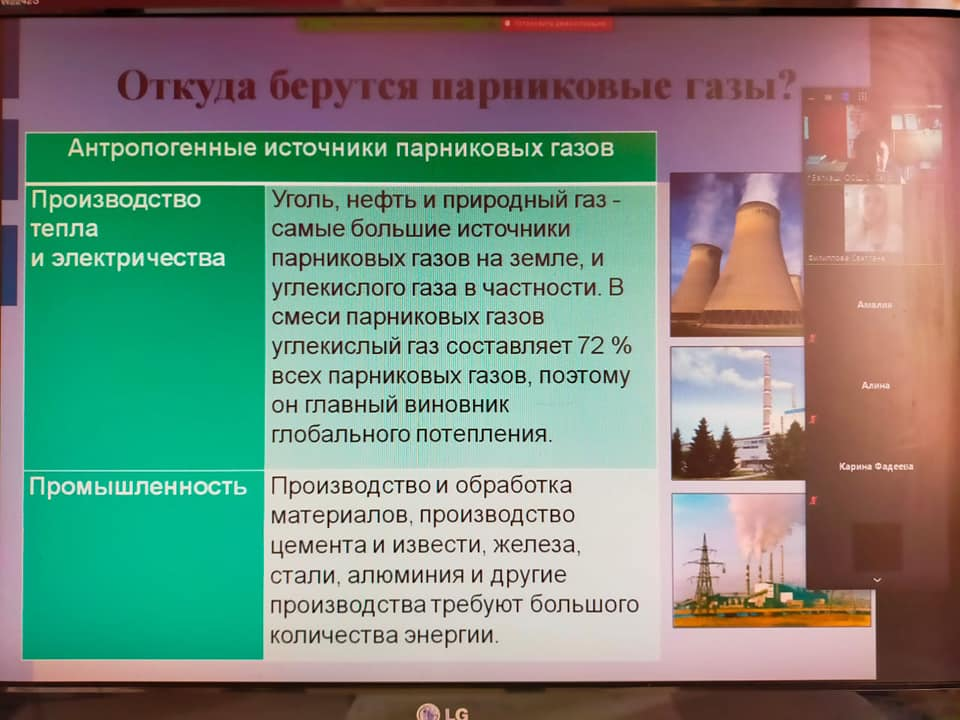 W2242S
Откуда берутся парниковые газы?
Антропогенные источники парниковых газов
Производство
тепла
и электричества
Уголь, нефть и природный газ -
самые большие источники
парниковых газов на земле, и
углекислого газа в частности. В
смеси парниковых газов
углекислый газ составляет 72 %
всех парниковых газов, поэтому
он главный виновник
глобального потепления.
Промышленность
Производство и обработка
материалов, производство
цемента и извести, железа,
стали, алюминия и другие
производства требуют большого
количества энергии.
Филиппова Светлана
Амалия
Алина
Карина Фадеева
LG